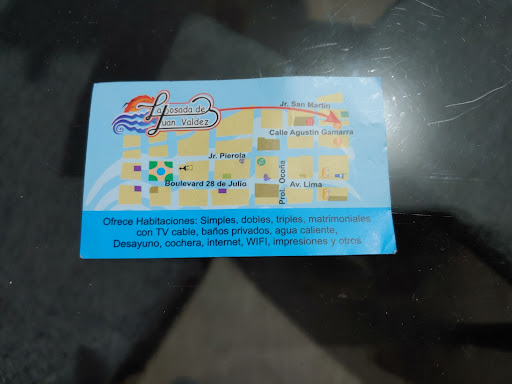 La Posada de
Juan Valdez
Jr. San Martín
Calle Agustín Gamarra
Jr. Pierola
Boulevard 28 de Julio
Prol. Ocoña
Av. Lima
Ofrece Habitaciones: Simples, dobles, triples, matrimoniales
con TV cable, baños privados, agua caliente,
Desayuno, cochera, internet, WIFI, impresiones y otros